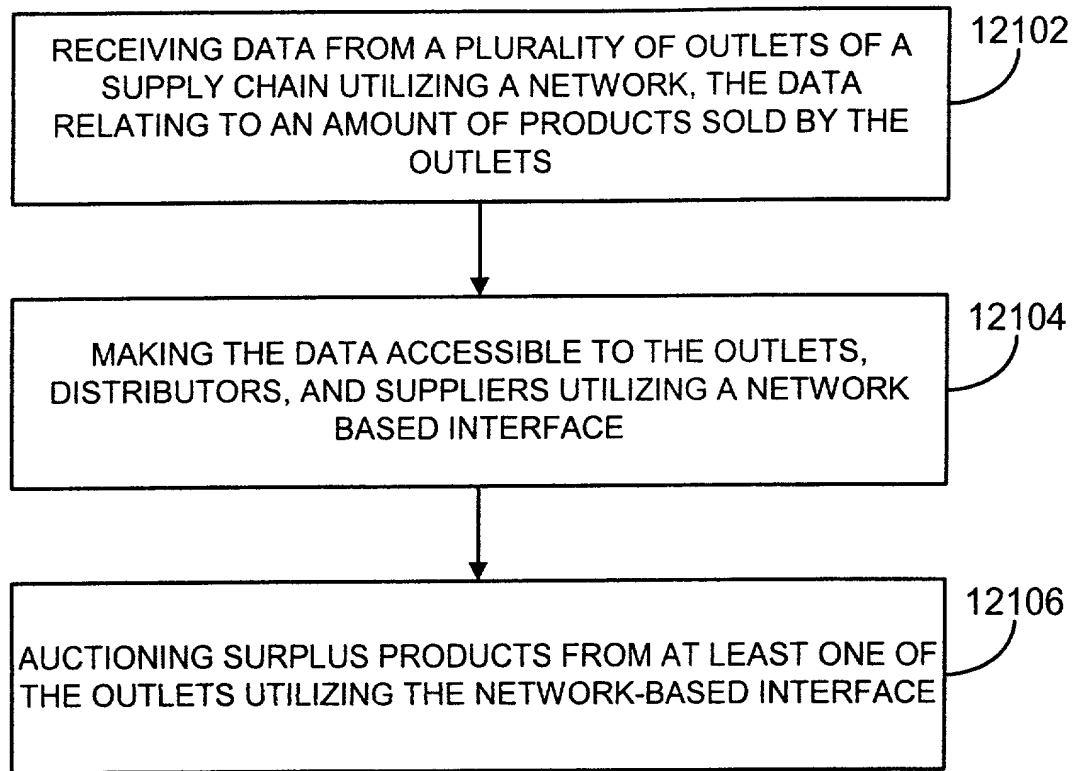 RECEIVING DATA FROM A PLURALITY OF OUTLETS OF A
SUPPLY CHAIN UTILIZING A NETWORK, THE DATA
RELATING TO AN AMOUNT OF PRODUCTS SOLD BY THE
OUTLETS
12102
MAKING THE DATA ACCESSIBLE TO THE OUTLETS,
DISTRIBUTORS, AND SUPPLIERS UTILIZING A NETWORK
BASED INTERFACE
12104
AUCTIONING SURPLUS PRODUCTS FROM AT LEAST ONE OF
THE OUTLETS UTILIZING THE NETWORK-BASED INTERFACE
12106